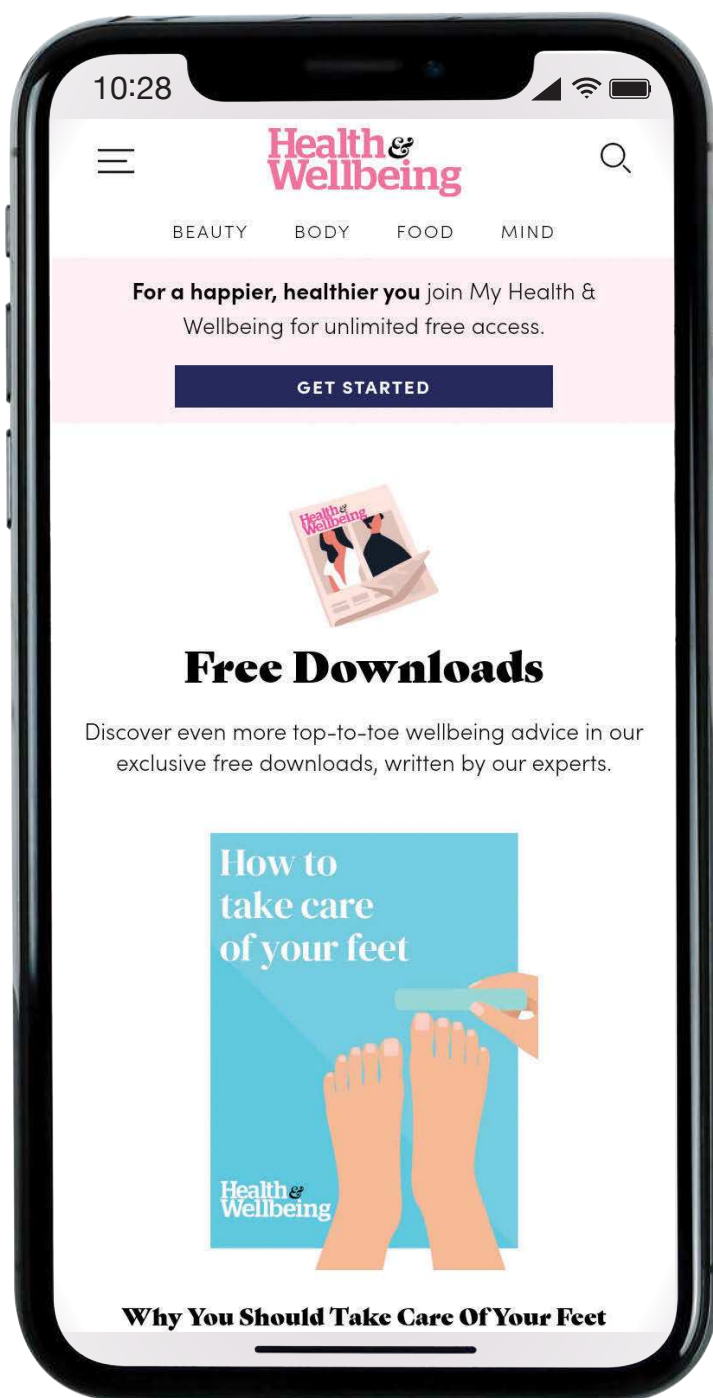 10:28
Health &
Wellbeing
BEAUTY BODY FOOD MIND
For a happier, healthier you join My Health &
Wellbeing for unlimited free access.
GET STARTED
Health &
Wellbeing
Free Downloads
Discover even more top-to-toe wellbeing advice in our
exclusive free downloads, written by our experts.
How to
take care
of your feet
Health &
Wellbeing
Why You Should Take Care Of Your Feet